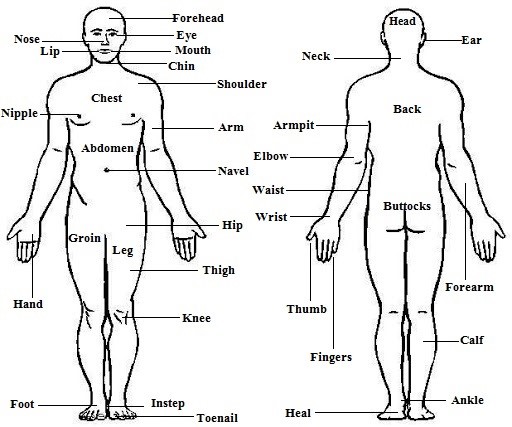 Forehead
Nose
Eye
Lip
Mouth
Chin
Shoulder
Chest
Nipple
Arm
Abdomen
Navel
Hip
Groin
Leg
Thigh
Hand
Knee
Foot
Instep
Toenail
Head
Ear
Neck
Back
Armpit
Elbow
Waist
Buttocks
Wrist
Forearm
Thumb
Calf
Fingers
Ankle
Heal